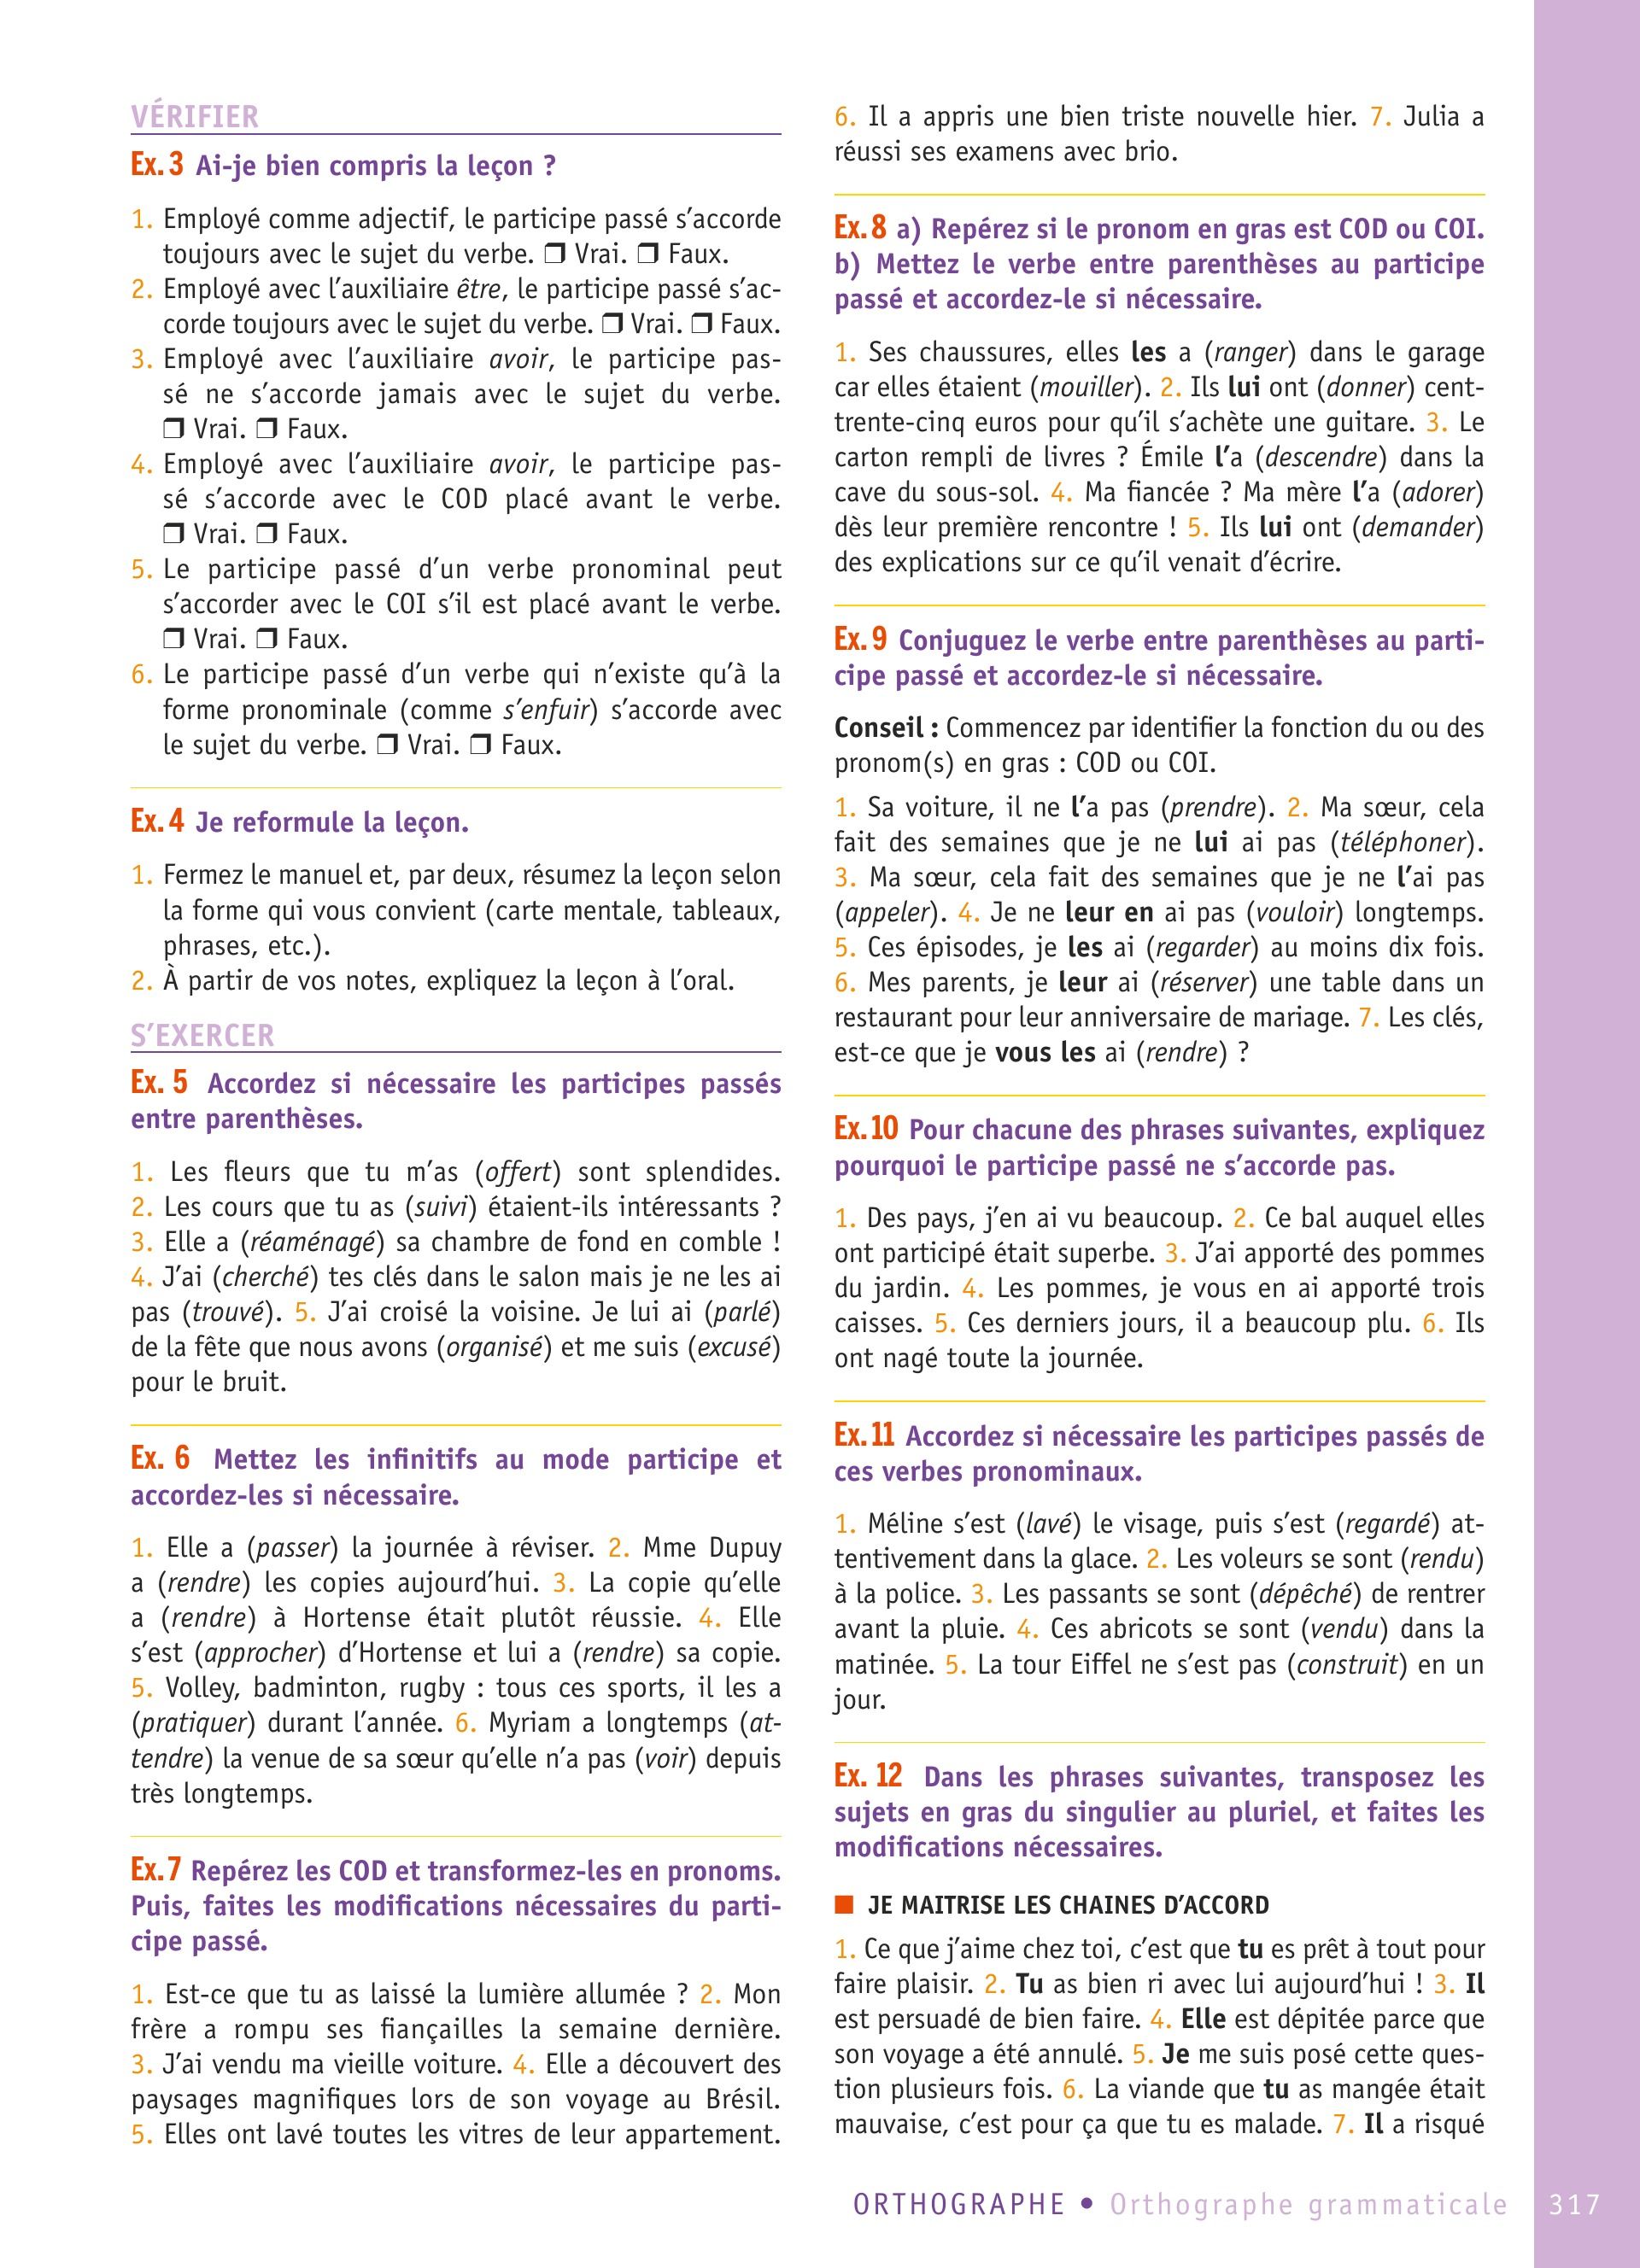 VÉRIFIER
Ex. 3 Ai-je bien compris la leçon ?
1. Employé comme adjectif, le participe passé s’accorde
toujours avec le sujet du verbe. ❒ Vrai. ❒ Faux.
2. Employé avec l’auxiliaire être, le participe passé s’ac-
corde toujours avec le sujet du verbe. ❒ Vrai. ❒ Faux.
3. Employé avec l’auxiliaire avoir, le participe pas-
sé ne s’accorde jamais avec le sujet du verbe.
❒ Vrai. ❒ Faux.
4. Employé avec l’auxiliaire avoir, le participe pas-
sé s’accorde avec le COD placé avant le verbe.
❒ Vrai. ❒ Faux.
5. Le participe passé d’un verbe pronominal peut
s’accorder avec le COI s’il est placé avant le verbe.
❒ Vrai. ❒ Faux.
6. Le participe passé d’un verbe qui n’existe qu’à la
forme pronominale (comme s’enfuir) s’accorde avec
le sujet du verbe. ❒ Vrai. ❒ Faux.
Ex. 4 Je reformule la leçon.
1. Fermez le manuel et, par deux, résumez la leçon selon
la forme qui vous convient (carte mentale, tableaux,
phrases, etc.).
2. À partir de vos notes, expliquez la leçon à l’oral.
S’EXERCER
Ex. 5 Accordez si nécessaire les participes passés
entre parenthèses.
1. Les fleurs que tu m’as (offert) sont splendides.
2. Les cours que tu as (suivi) étaient-ils intéressants ?
3. Elle a (réaménagé) sa chambre de fond en comble !
4. J’ai (cherché) tes clés dans le salon mais je ne les ai
pas (trouvé). 5. J’ai croisé la voisine. Je lui ai (parlé)
de la fête que nous avons (organisé) et me suis (excusé)
pour le bruit.
Ex. 6 Mettez les infinitifs au mode participe et
accordez-les si nécessaire.
1. Elle a (passer) la journée à réviser. 2. Mme Dupuy
a (rendre) les copies aujourd’hui. 3. La copie qu’elle
a (rendre) à Hortense était plutôt réussie. 4. Elle
s’est (approcher) d’Hortense et lui a (rendre) sa copie.
5. Volley, badminton, rugby : tous ces sports, il les a
(pratiquer) durant l’année. 6. Myriam a longtemps (at-
tendre) la venue de sa sœur qu’elle n’a pas (voir) depuis
très longtemps.
Ex. 7 Repérez les COD et transformez-les en pronoms.
Puis, faites les modifications nécessaires du parti-
cipe passé.
1. Est-ce que tu as laissé la lumière allumée ? 2. Mon
frère a rompu ses fiançailles la semaine dernière.
3. J’ai vendu ma vieille voiture. 4. Elle a découvert des
paysages magnifiques lors de son voyage au Brésil.
5. Elles ont lavé toutes les vitres de leur appartement.
6. Il a appris une bien triste nouvelle hier. 7. Julia a
réussi ses examens avec brio.
Ex. 8 a) Repérez si le pronom en gras est COD ou COI.
b) Mettez le verbe entre parenthèses au participe
passé et accordez-le si nécessaire.
1. Ses chaussures, elles les a (ranger) dans le garage
car elles étaient (mouiller). 2. Ils lui ont (donner) cent-
trente-cinq euros pour qu’il s’achète une guitare. 3. Le
carton rempli de livres ? Émile l’a (descendre) dans la
cave du sous-sol. 4. Ma fiancée ? Ma mère l’a (adorer)
dès leur première rencontre ! 5. Ils lui ont (demander)
des explications sur ce qu’il venait d’écrire.
Ex. 9 Conjuguez le verbe entre parenthèses au parti-
cipe passé et accordez-le si nécessaire.
Conseil : Commencez par identifier la fonction du ou des
pronom(s) en gras : COD ou COI.
1. Sa voiture, il ne l’a pas (prendre). 2. Ma sœur, cela
fait des semaines que je ne lui ai pas (téléphoner).
3. Ma sœur, cela fait des semaines que je ne l’ai pas
(appeler). 4. Je ne leur en ai pas (vouloir) longtemps.
5. Ces épisodes, je les ai (regarder) au moins dix fois.
6. Mes parents, je leur ai (réserver) une table dans un
restaurant pour leur anniversaire de mariage. 7. Les clés,
est-ce que je vous les ai (rendre) ?
Ex. 10 Pour chacune des phrases suivantes, expliquez
pourquoi le participe passé ne s’accorde pas.
1. Des pays, j’en ai vu beaucoup. 2. Ce bal auquel elles
ont participé était superbe. 3. J’ai apporté des pommes
du jardin. 4. Les pommes, je vous en ai apporté trois
caisses. 5. Ces derniers jours, il a beaucoup plu. 6. Ils
ont nagé toute la journée.
Ex. 11 Accordez si nécessaire les participes passés de
ces verbes pronominaux.
1. Méline s’est (lavé) le visage, puis s’est (regardé) at-
tentivement dans la glace. 2. Les voleurs se sont (rendu)
à la police. 3. Les passants se sont (dépêché) de rentrer
avant la pluie. 4. Ces abricots se sont (vendu) dans la
matinée. 5. La tour Eiffel ne s’est pas (construit) en un
jour.
Ex. 12 Dans les phrases suivantes, transposez les
sujets en gras du singulier au pluriel, et faites les
modifications nécessaires.
■ JE MAITRISE LES CHAINES D’ACCORD
1. Ce que j’aime chez toi, c’est que tu es prêt à tout pour
faire plaisir. 2. Tu as bien ri avec lui aujourd’hui ! 3. Il
est persuadé de bien faire. 4. Elle est dépitée parce que
son voyage a été annulé. 5. Je me suis posé cette ques-
tion plusieurs fois. 6. La viande que tu as mangée était
mauvaise, c’est pour ça que tu es malade. 7. Il a risqué
ORTHOGRAPHE • Orthographe grammaticale 317